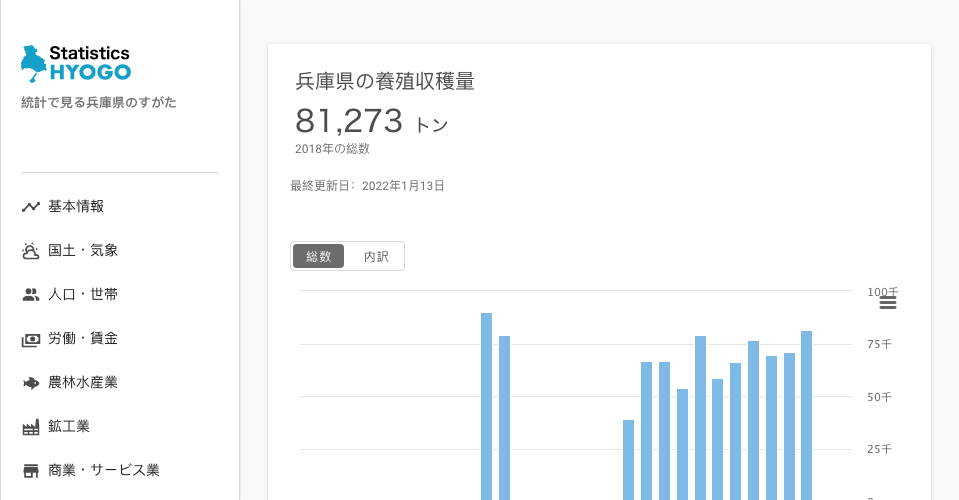 Statistics
HYOGO
統計で見る兵庫県のすがた
基本情報
国土・気象
人口・世帯
労働・賃金
農林水産業
鉱工業
商業・サービス業
兵庫県の養殖収穫量
81,273 トン
2018年の総数
最終更新日：2022年1月13日
総数 内訳
100千
75千
50千
25千